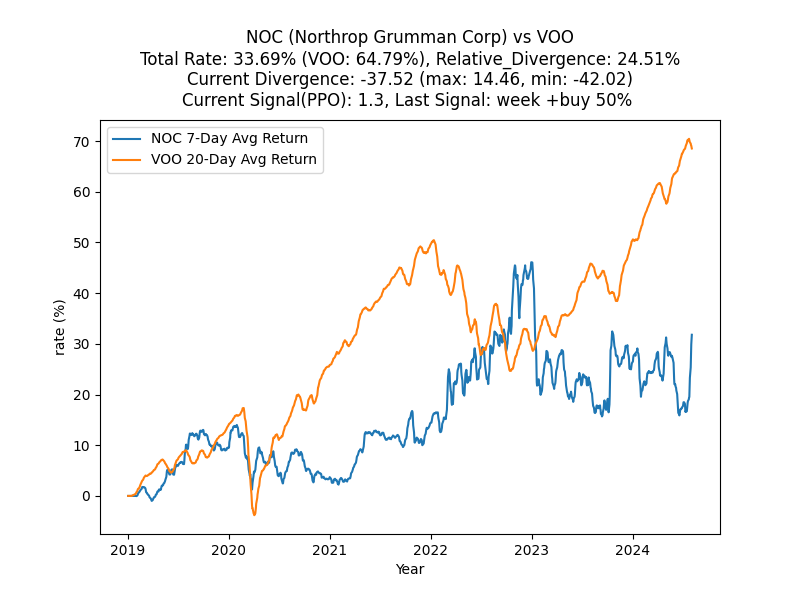 NOC (Northrop Grumman Corp) vs VOO
Total Rate: 33.69% (VOO: 64.79%), Relative_Divergence: 24.51%
Current Divergence: -37.52 (max: 14.46, min: -42.02)
Current Signal(PPO): 1.3, Last Signal: week +buy 50%
NOC 7-Day Avg Return
VOO 20-Day Avg Return
70
60
50
40
30
20
10
0
rate (%)
2019
2020
2021
2022
2023
2024
Year